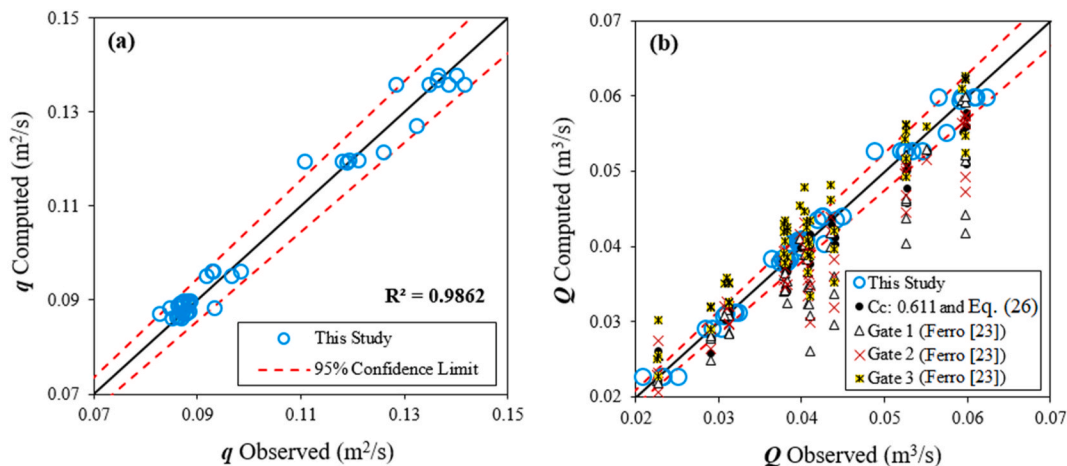 (a)
0.15
0.13
0.11
0.09
0.07
q Computed (m²/s)
R² = 0.9862
This Study
95% Confidence Limit
0.07 0.09 0.11 0.13 0.15
q Observed (m²/s)
(b)
0.07
0.06
0.05
0.04
0.03
0.02
Q Computed (m³/s)
This Study
Cc: 0.611 and Eq. (26)
Gate 1 (Ferro [23])
Gate 2 (Ferro [23])
Gate 3 (Ferro [23])
0.02 0.03 0.04 0.05 0.06 0.07
Q Observed (m³/s)